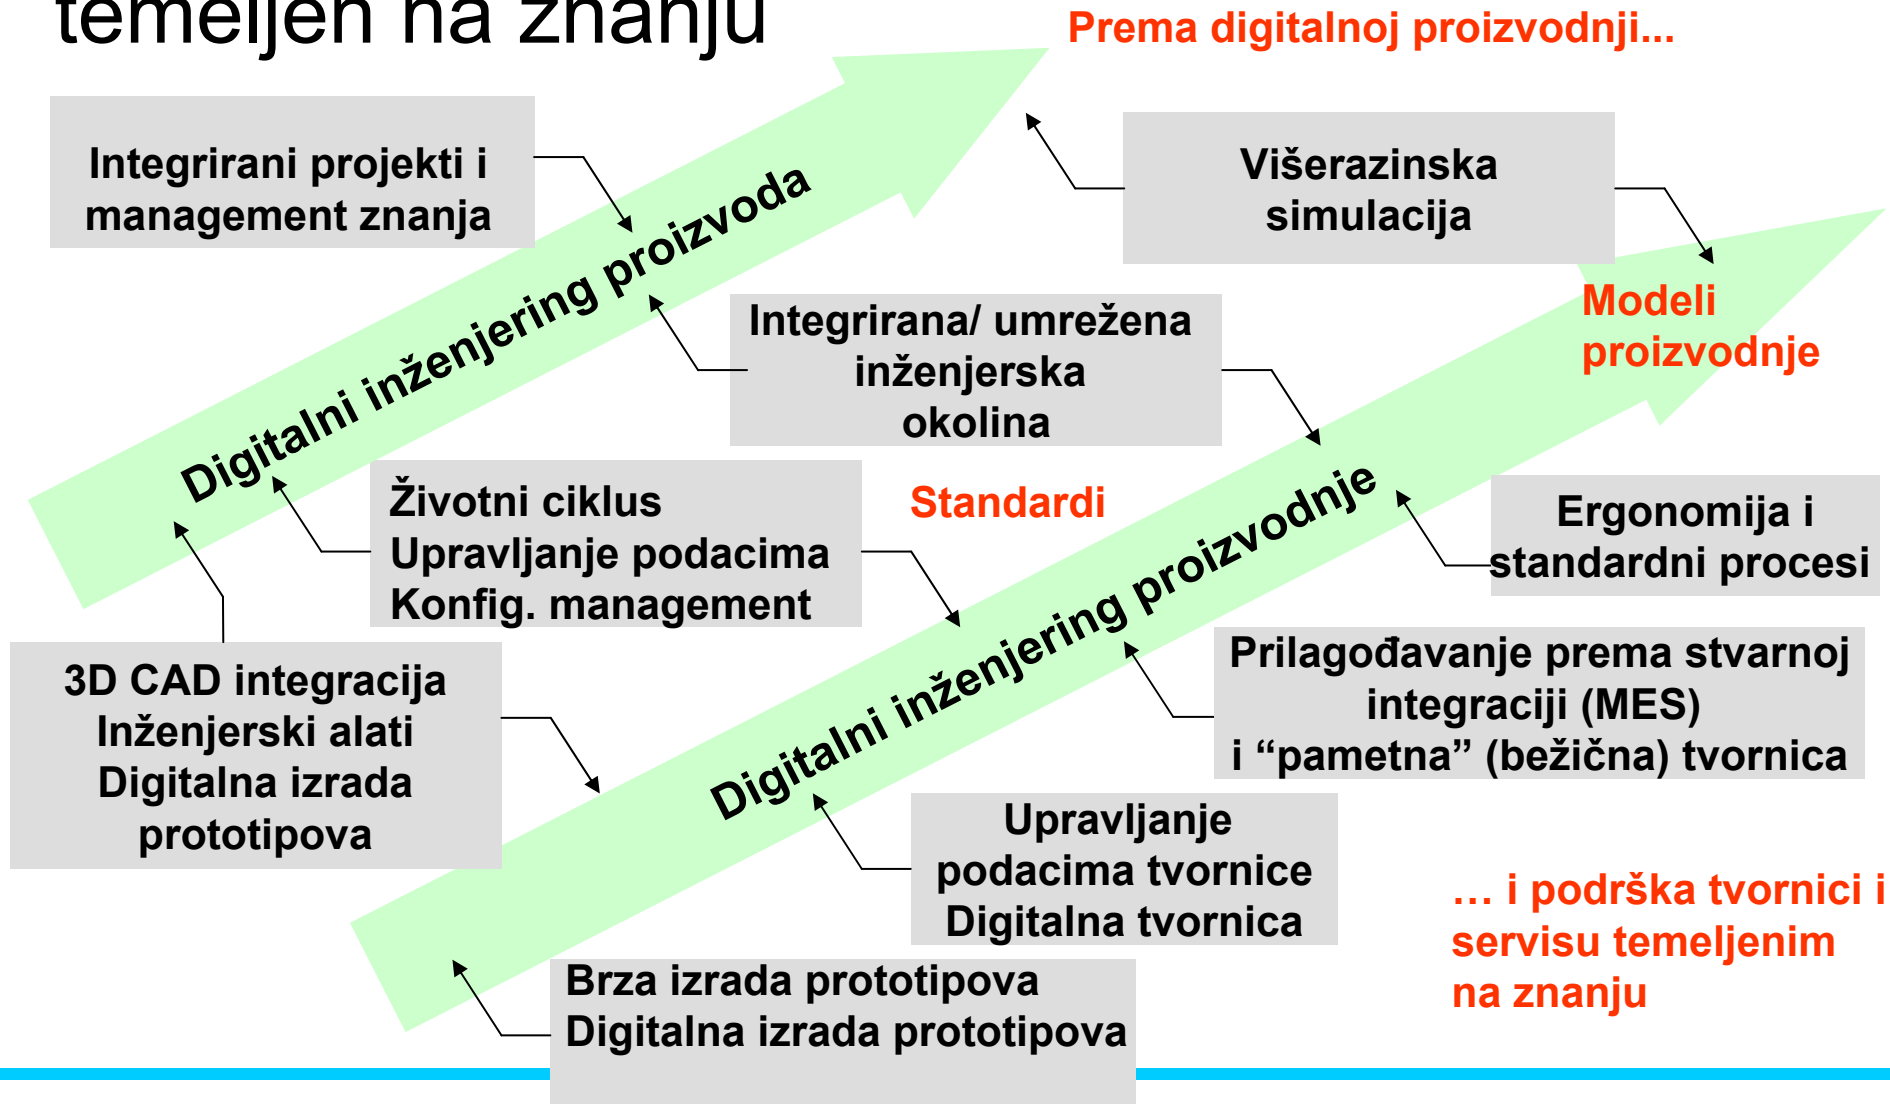 temeljen na znanju
Prema digitalnoj proizvodnji...
Integrirani projekti i
management znanja
Višerazinska
simulacija
Digitalni inženjering proizvoda
Modeli
proizvodnje
Integrirana/ umrežena
inženjerska
okolina
Životni ciklus
Upravljanje podacima
Konfig. management
Standardi
Digitalni inženjering proizvodnje
Ergonomija i
standardni procesi
3D CAD integracija
Inženjerski alati
Digitalna izrada
prototipova
Prilagođavanje prema stvarnoj
integraciji (MES)
i “pametna” (bežična) tvornica
Upravljanje
podacima tvornice
Digitalna tvornica
… i podrška tvornici i
servisu temeljenim
na znanju
Brza izrada prototipova
Digitalna izrada prototipova